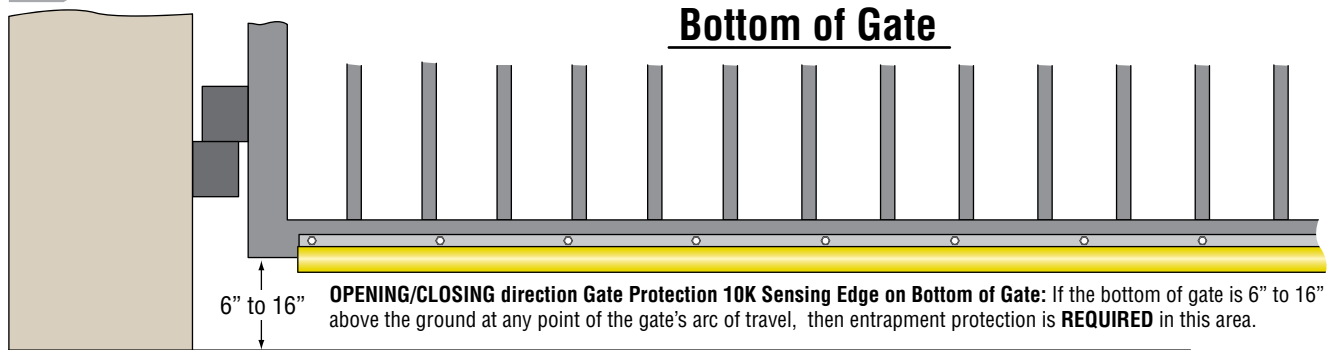 Bottom of Gate
6” to 16”
OPENING/CLOSING direction Gate Protection 10K Sensing Edge on Bottom of Gate: If the bottom of gate is 6” to 16”
above the ground at any point of the gate’s arc of travel, then entrapment protection is REQUIRED in this area.